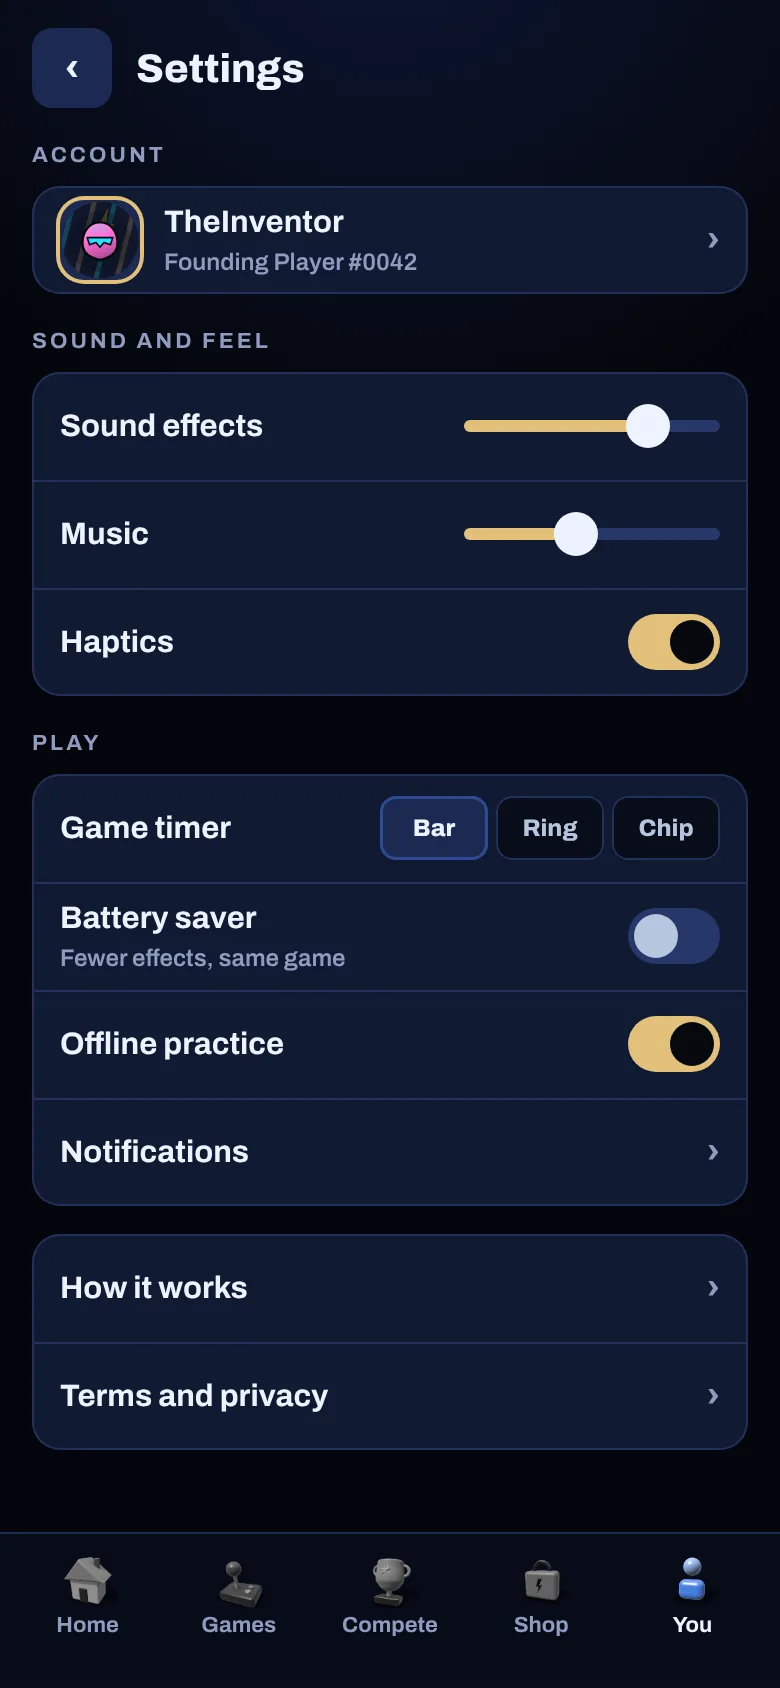 Settings
ACCOUNT
TheInventor
Founding Player #0042
SOUND AND FEEL
Sound effects
Music
Haptics
PLAY
Game timer
Bar
Ring
Chip
Battery saver
Fewer effects, same game
Offline practice
Notifications
How it works
Terms and privacy
Home
Games
Compete
Shop
You